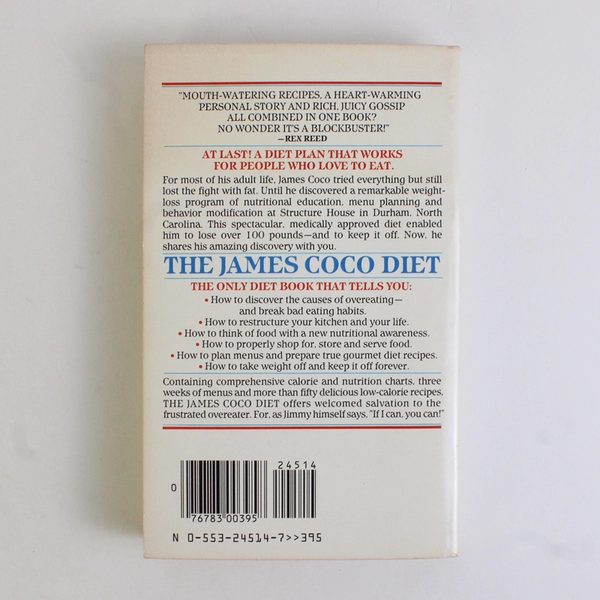 "MOUTH-WATERING RECIPES, A HEART-WARMING
PERSONAL STORY AND RICH, JUICY GOSSIP
ALL COMBINED IN ONE BOOK?
NO WONDER IT'S A BLOCKBUSTER!"
—REX REED
AT LAST! A DIET PLAN THAT WORKS
FOR PEOPLE WHO LOVE TO EAT.
For most of his adult life, James Coco tried everything but still
lost the fight with fat. Until he discovered a remarkable weight-
loss program of nutritional education, menu planning and
behavior modification at Structure House in Durham, North
Carolina. This spectacular, medically approved diet enabled
him to lose over 100 pounds—and to keep it off. Now, he
shares his amazing discovery with you.
THE JAMES COCO DIET
THE ONLY DIET BOOK THAT TELLS YOU:
• How to discover the causes of overeating—
and break bad eating habits.
• How to restructure your kitchen and your life.
• How to think of food with a new nutritional awareness.
• How to properly shop for, store and serve food.
• How to plan menus and prepare true gourmet diet recipes.
• How to take weight off and keep it off forever.
Containing comprehensive calorie and nutrition charts, three
weeks of menus and more than fifty delicious low-calorie recipes,
THE JAMES COCO DIET offers welcomed salvation to the
frustrated overeater. For, as Jimmy himself says, "If I can, you can!"
24514
0
76783 00395
N 0-553-24514-7>>395